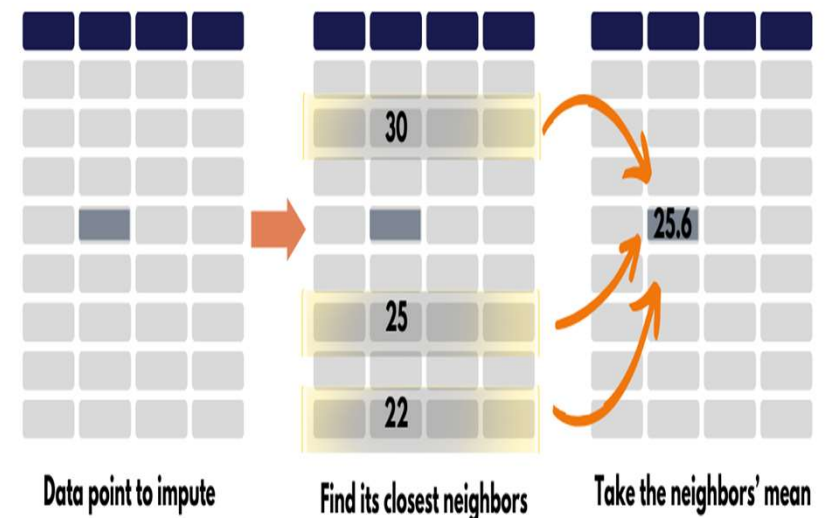 30
25.6
25
22
Data point to impute
Find its closest neighbors
Take the neighbors' mean